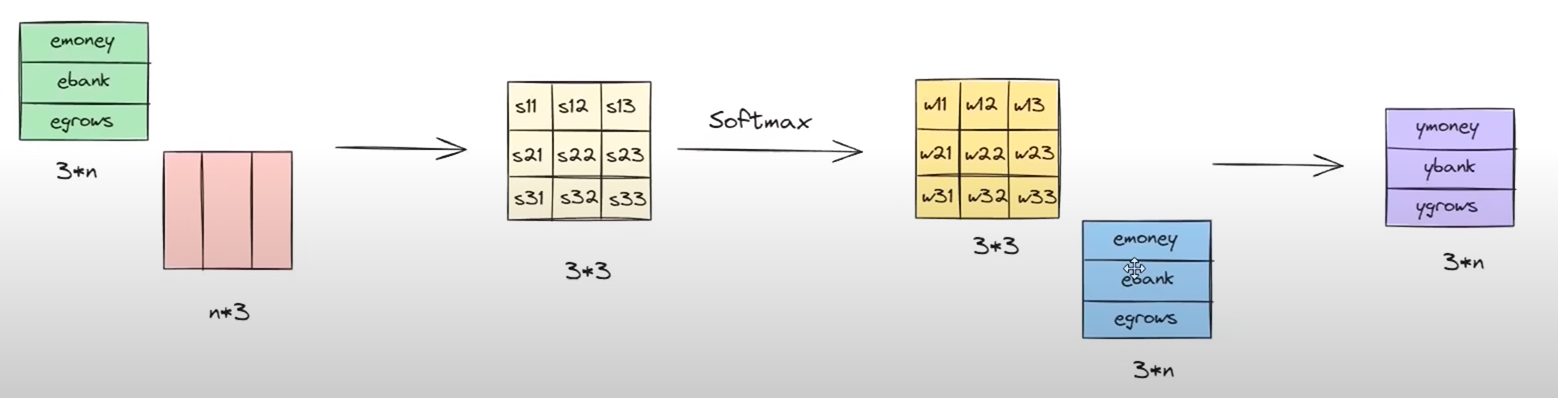 emoney
ebank
egrows
3*n
n*3
s11 s12 s13
s21 s22 s23
s31 s32 s33
3*3
Softmax
w11 w12 w13
w21 w22 w23
w31 w32 w33
3*3
emoney
ebank
egrows
3*n
ymoney
ybank
ygrows
3*n